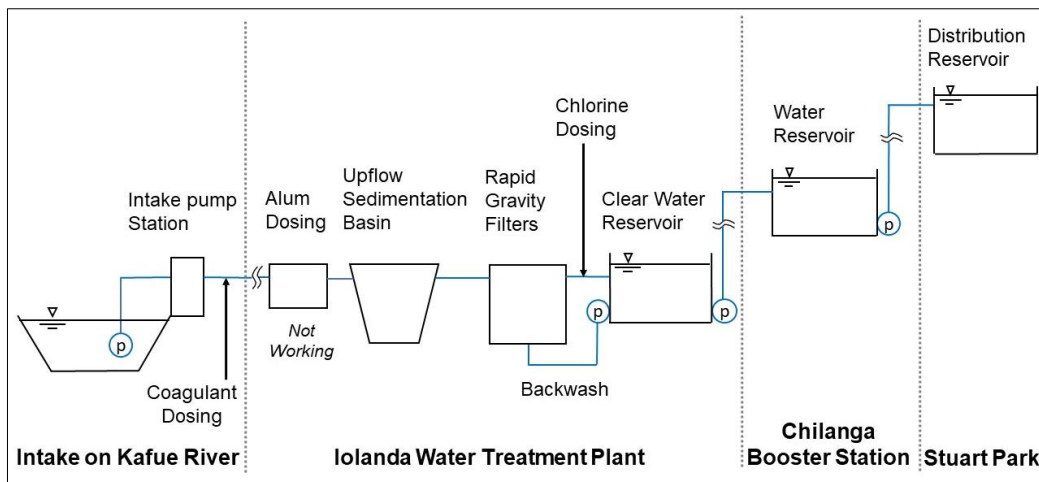 Distribution
Reservoir
Chlorine
Dosing
Water
Reservoir
Intake pump
Station
Alum
Dosing
Upflow
Sedimentation
Basin
Rapid
Gravity
Filters
Clear Water
Reservoir
p
p
p
p
Not
Working
Backwash
Coagulant
Dosing
Intake on Kafue River
Iolanda Water Treatment Plant
Chilanga
Booster Station
Stuart Park